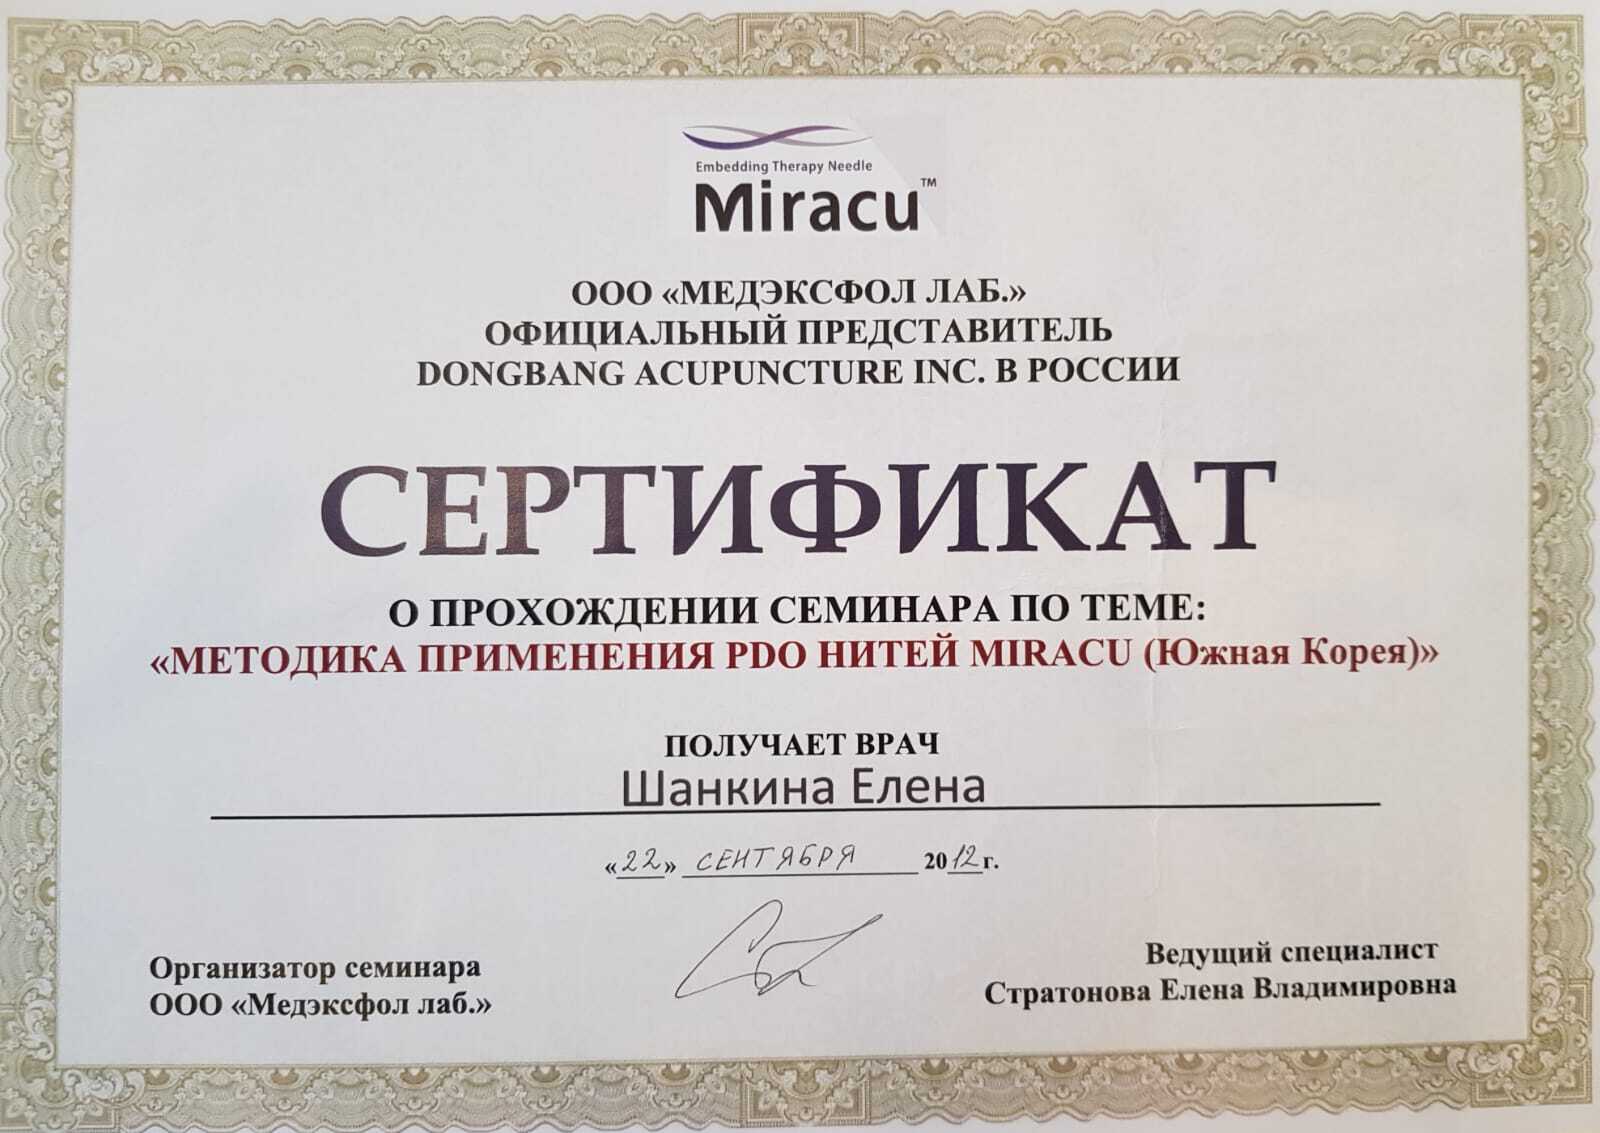 Embedding Therapy Needle
Miracu™
ООО «МЕДЭКСФОЛ ЛАБ.»
ОФИЦИАЛЬНЫЙ ПРЕДСТАВИТЕЛЬ
DONGBANG ACUPUNCTURE INC. В РОССИИ
СЕРТИФИКАТ
О ПРОХОЖДЕНИИ СЕМИНАРА ПО ТЕМЕ:
«МЕТОДИКА ПРИМЕНЕНИЯ PDO НИТЕЙ MIRACU (Южная Корея)»
ПОЛУЧАЕТ ВРАЧ
Шанкина Елена
«22» СЕНТЯБРЯ 2012 г.
Организатор семинара
ООО «Медэксфол лаб.»
Ведущий специалист
Стратонова Елена Владимировна